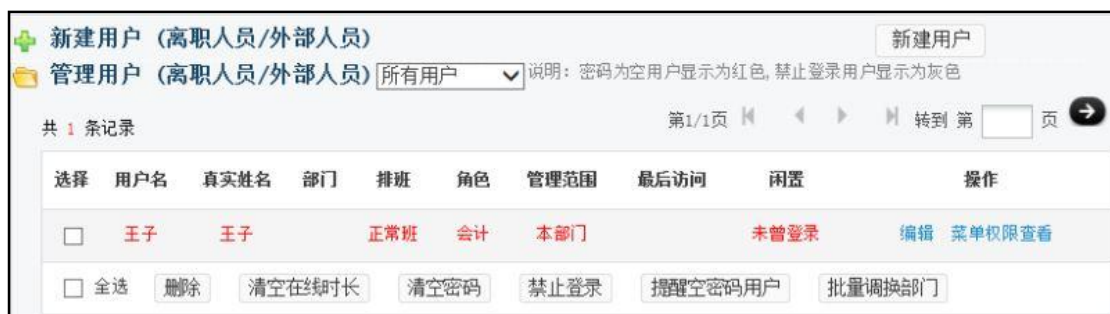 新建用户 (离职人员/外部人员) 新建用户
管理用户 (离职人员/外部人员) 所有用户 说明：密码为空用户显示为红色, 禁止登录用户显示为灰色
共 1 条记录 第1/1页 转到 第 页
选择 用户名 真实姓名 部门 排班 角色 管理范围 最后访问 闲置 操作
王子 王子 正常班 会计 本部门 未曾登录 编辑 菜单权限查看
全选 删除 清空在线时长 清空密码 禁止登录 提醒空密码用户 批量调换部门